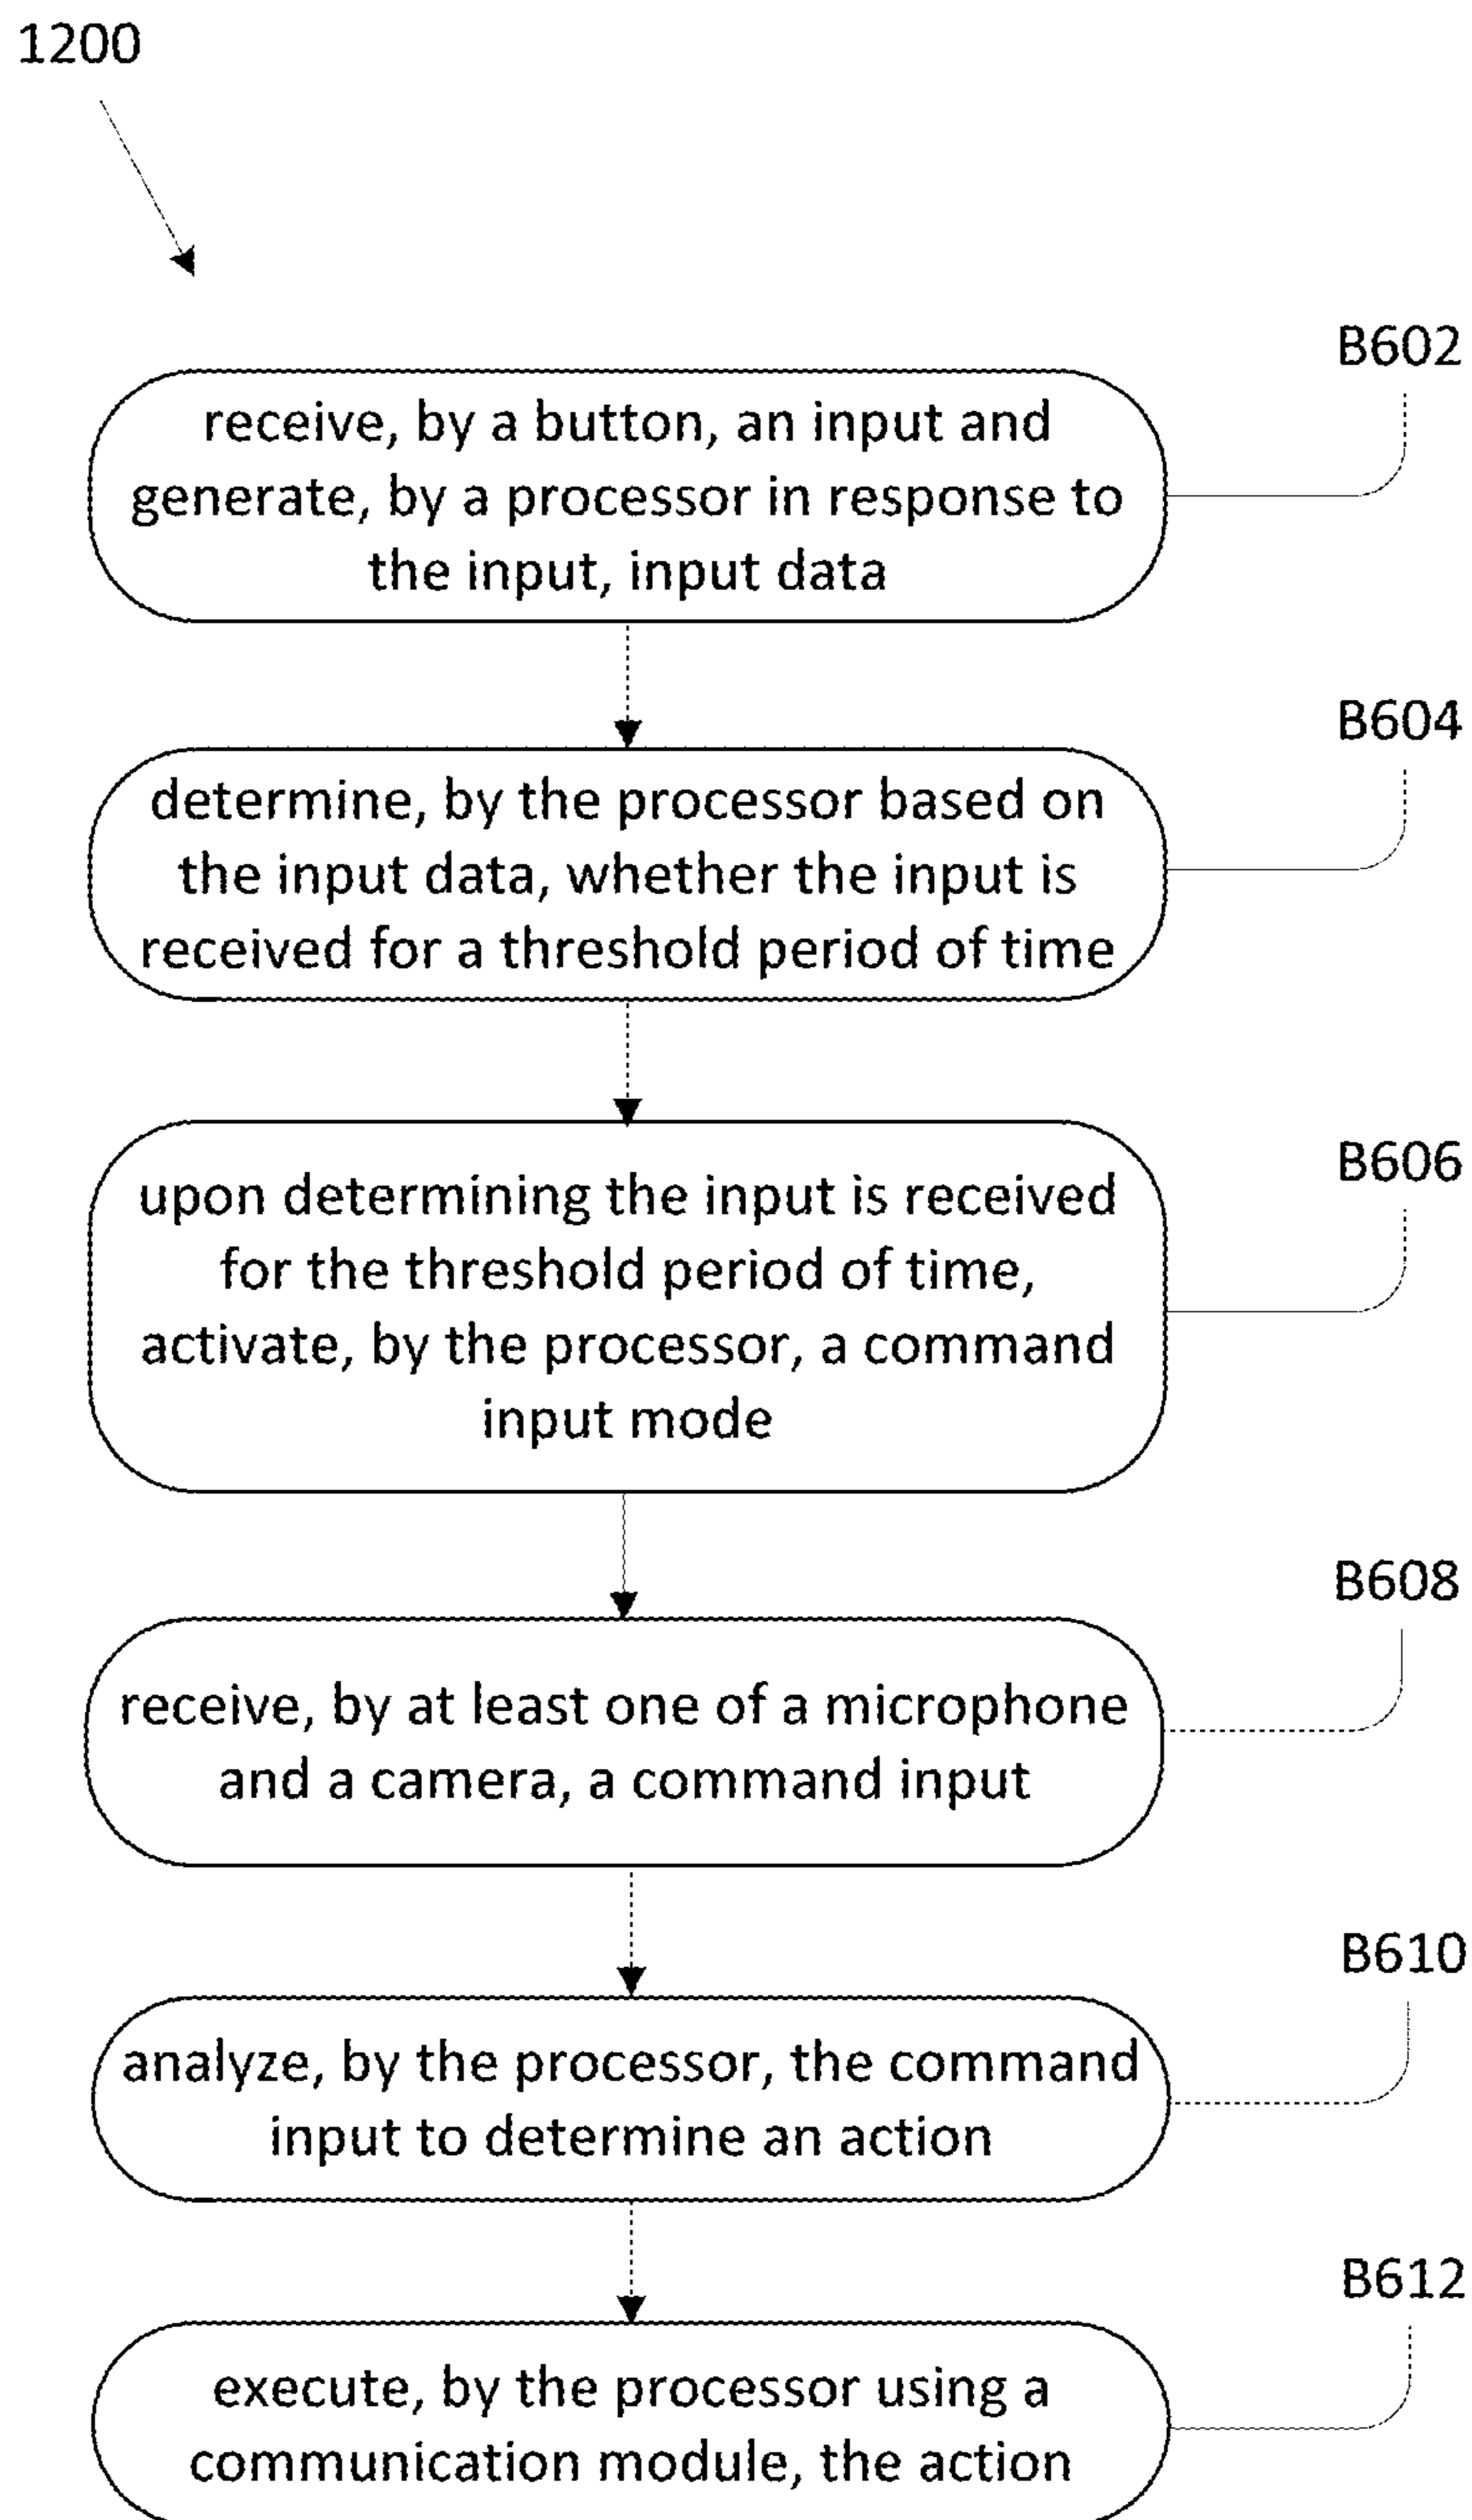 1200
B602
receive, by a button, an input and
generate, by a processor in response to
the input, input data
B604
determine, by the processor based on
the input data, whether the input is
received for a threshold period of time
B606
upon determining the input is received
for the threshold period of time,
activate, by the processor, a command
input mode
B608
receive, by at least one of a microphone
and a camera, a command input
B610
analyze, by the processor, the command
input to determine an action
B612
execute, by the processor using a
communication module, the action